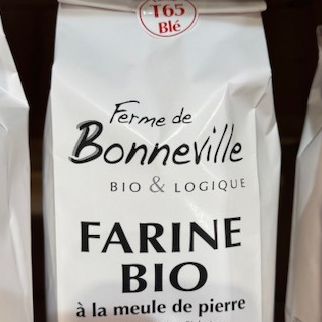 T65
Blé
Ferme de
Bonneville
BIO & LOGIQUE
FARINE
BIO
à la meule de pierre